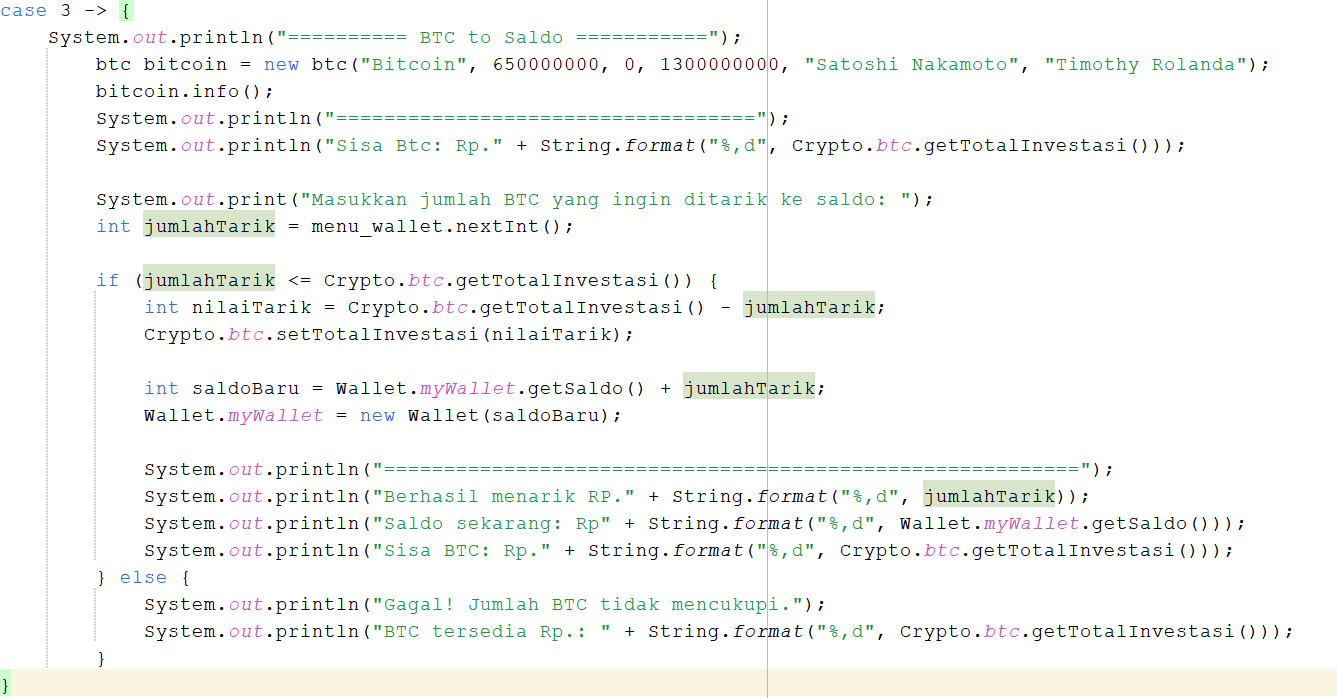 case 3 -> {
    System.out.println("========== BTC to Saldo ===========");
        btc bitcoin = new btc("Bitcoin", 650000000, 0, 1300000000, "Satoshi Nakamoto", "Timothy Rolanda");
        bitcoin.info();
        System.out.println("===================================");
        System.out.println("Sisa Btc: Rp." + String.format("%,d", Crypto.btc.getTotalInvestasi()));

        System.out.print("Masukkan jumlah BTC yang ingin ditarik ke saldo: ");
        int jumlahTarik = menu_wallet.nextInt();

        if (jumlahTarik <= Crypto.btc.getTotalInvestasi()) {
            int nilaiTarik = Crypto.btc.getTotalInvestasi() - jumlahTarik;
            Crypto.btc.setTotalInvestasi(nilaiTarik);

            int saldoBaru = Wallet.myWallet.getSaldo() + jumlahTarik;
            Wallet.myWallet = new Wallet(saldoBaru);

            System.out.println("==========================================================");
            System.out.println("Berhasil menarik RP." + String.format("%,d", jumlahTarik));
            System.out.println("Saldo sekarang: Rp" + String.format("%,d", Wallet.myWallet.getSaldo()));
            System.out.println("Sisa BTC: Rp." + String.format("%,d", Crypto.btc.getTotalInvestasi()));
        } else {
            System.out.println("Gagal! Jumlah BTC tidak mencukupi.");
            System.out.println("BTC tersedia Rp.: " + String.format("%,d", Crypto.btc.getTotalInvestasi()));
        }
}